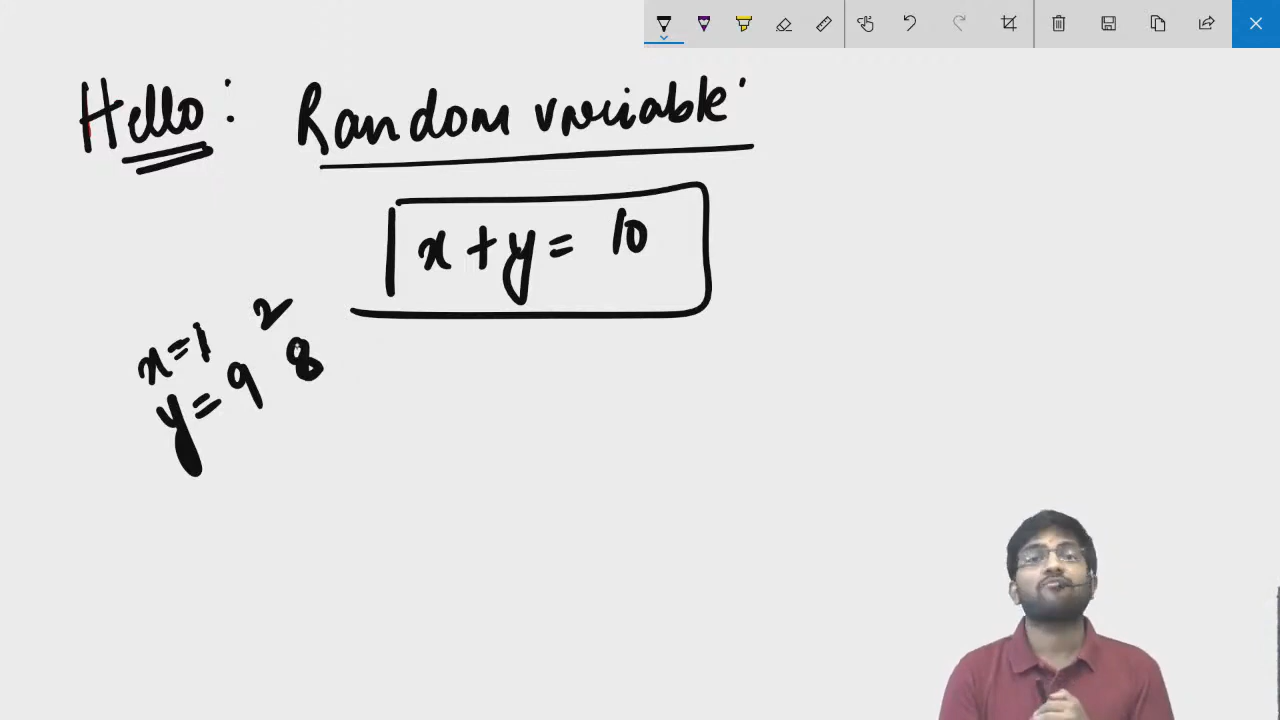 Hello: Random variable:
x + y = 10
x = 1 2
y = 9 8